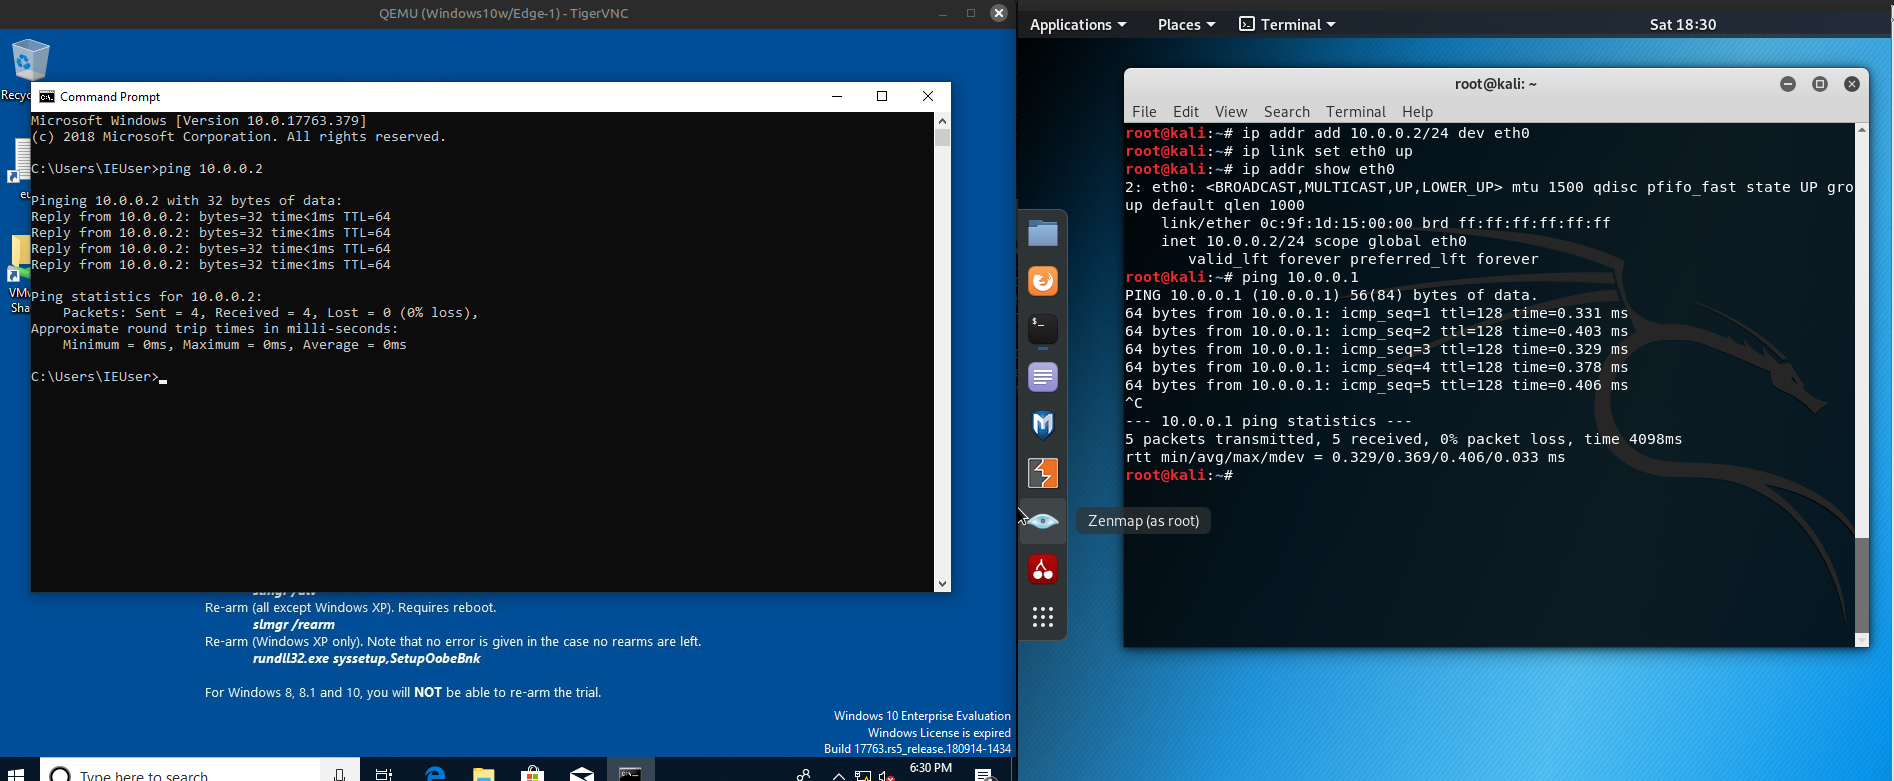 QEMU (Windows10w/Edge-1) - TigerVNC
Command Prompt
Microsoft Windows [Version 10.0.17763.379]
(c) 2018 Microsoft Corporation. All rights reserved.
C:\Users\IEUser>ping 10.0.0.2
Pinging 10.0.0.2 with 32 bytes of data:
Reply from 10.0.0.2: bytes=32 time<1ms TTL=64
Reply from 10.0.0.2: bytes=32 time<1ms TTL=64
Reply from 10.0.0.2: bytes=32 time<1ms TTL=64
Reply from 10.0.0.2: bytes=32 time<1ms TTL=64
Ping statistics for 10.0.0.2:
Packets: Sent = 4, Received = 4, Lost = 0 (0% loss),
Approximate round trip times in milli-seconds:
Minimum = 0ms, Maximum = 0ms, Average = 0ms
C:\Users\IEUser>
Re-arm (all except Windows XP). Requires reboot.
slmgr /rearm
Re-arm (Windows XP only). Note that no error is given in the case no rearms are left.
rundll32.exe syssetup,SetupOobeBnk
For Windows 8, 8.1 and 10, you will NOT be able to re-arm the trial.
Windows 10 Enterprise Evaluation
Windows License is expired
Build 17763.rs5_release.180914-1434
Type here to search
6:30 PM
Applications
Places
Terminal
Sat 18:30
root@kali: ~
File Edit View Search Terminal Help
root@kali:~# ip addr add 10.0.0.2/24 dev eth0
root@kali:~# ip link set eth0 up
root@kali:~# ip addr show eth0
2: eth0: <BROADCAST,MULTICAST,UP,LOWER_UP> mtu 1500 qdisc pfifo_fast state UP gro
up default qlen 1000
link/ether 0c:9f:1d:15:00:00 brd ff:ff:ff:ff:ff:ff
inet 10.0.0.2/24 scope global eth0
valid_lft forever preferred_lft forever
root@kali:~# ping 10.0.0.1
PING 10.0.0.1 (10.0.0.1) 56(84) bytes of data.
64 bytes from 10.0.0.1: icmp_seq=1 ttl=128 time=0.331 ms
64 bytes from 10.0.0.1: icmp_seq=2 ttl=128 time=0.403 ms
64 bytes from 10.0.0.1: icmp_seq=3 ttl=128 time=0.329 ms
64 bytes from 10.0.0.1: icmp_seq=4 ttl=128 time=0.378 ms
64 bytes from 10.0.0.1: icmp_seq=5 ttl=128 time=0.406 ms
^C
--- 10.0.0.1 ping statistics ---
5 packets transmitted, 5 received, 0% packet loss, time 4098ms
rtt min/avg/max/mdev = 0.329/0.369/0.406/0.033 ms
root@kali:~#
Zenmap (as root)